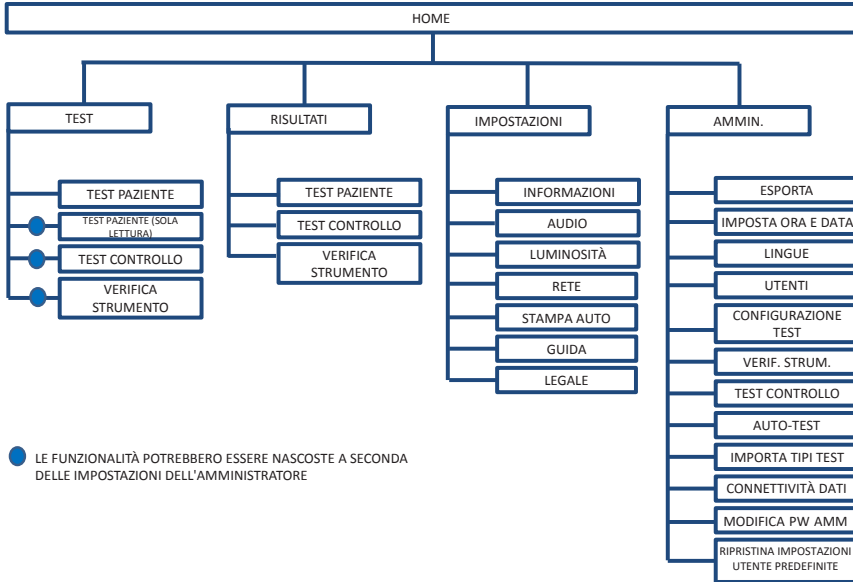 HOME
TEST
RISULTATI
IMPOSTAZIONI
AMMIN.
TEST PAZIENTE
TEST PAZIENTE (SOLA
LETTURA)
TEST CONTROLLO
VERIFICA
STRUMENTO
TEST PAZIENTE
TEST CONTROLLO
VERIFICA
STRUMENTO
INFORMAZIONI
AUDIO
LUMINOSITÀ
RETE
STAMPA AUTO
GUIDA
LEGALE
ESPORTA
IMPOSTA ORA E DATA
LINGUE
UTENTI
CONFIGURAZIONE
TEST
VERIF. STRUM.
TEST CONTROLLO
AUTO-TEST
IMPORTA TIPI TEST
CONNETTIVITÀ DATI
MODIFICA PW AMM
RIPRISTINA IMPOSTAZIONI
UTENTE PREDEFINITE
LE FUNZIONALITÀ POTREBBERO ESSERE NASCOSTE A SECONDA
DELLE IMPOSTAZIONI DELL'AMMINISTRATORE